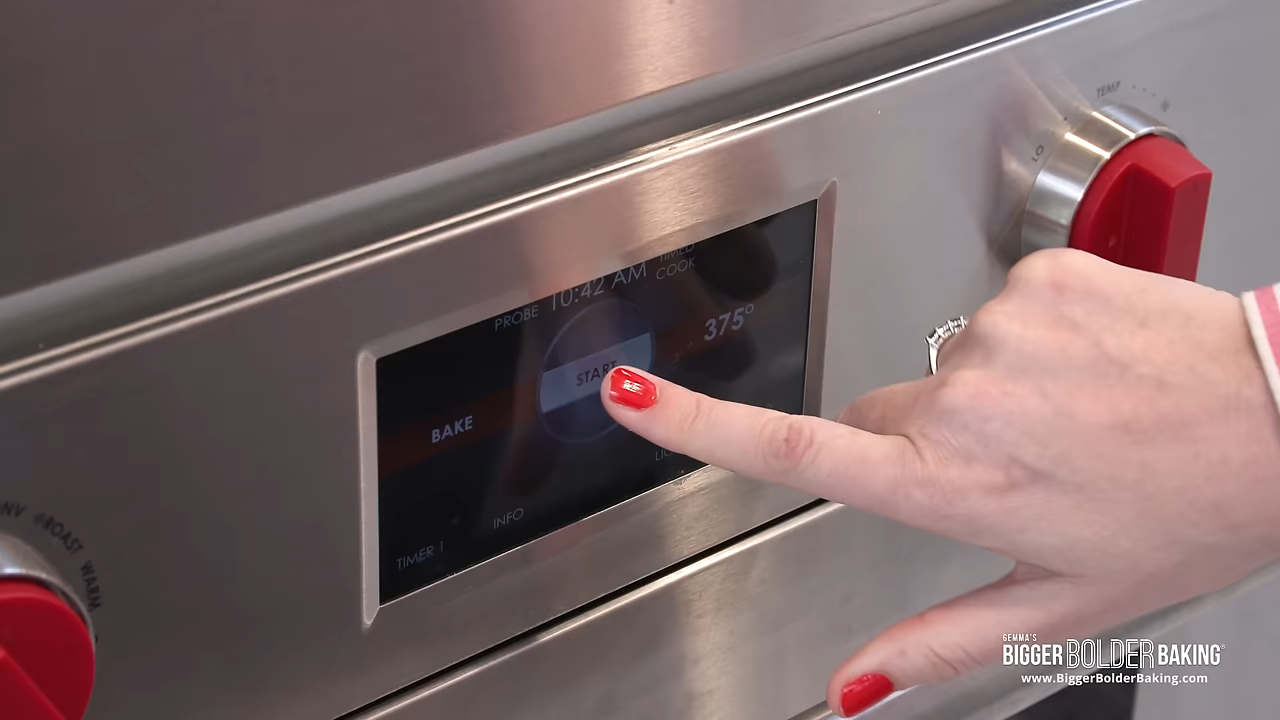 TEMP
LO
10:42 AM
TIMED
COOK
PROBE
375°
START
BAKE
INFO
TIMER 1
ROAST
WARM
GEMMA'S
BIGGER BOLDER BAKING®
www.BiggerBolderBaking.com